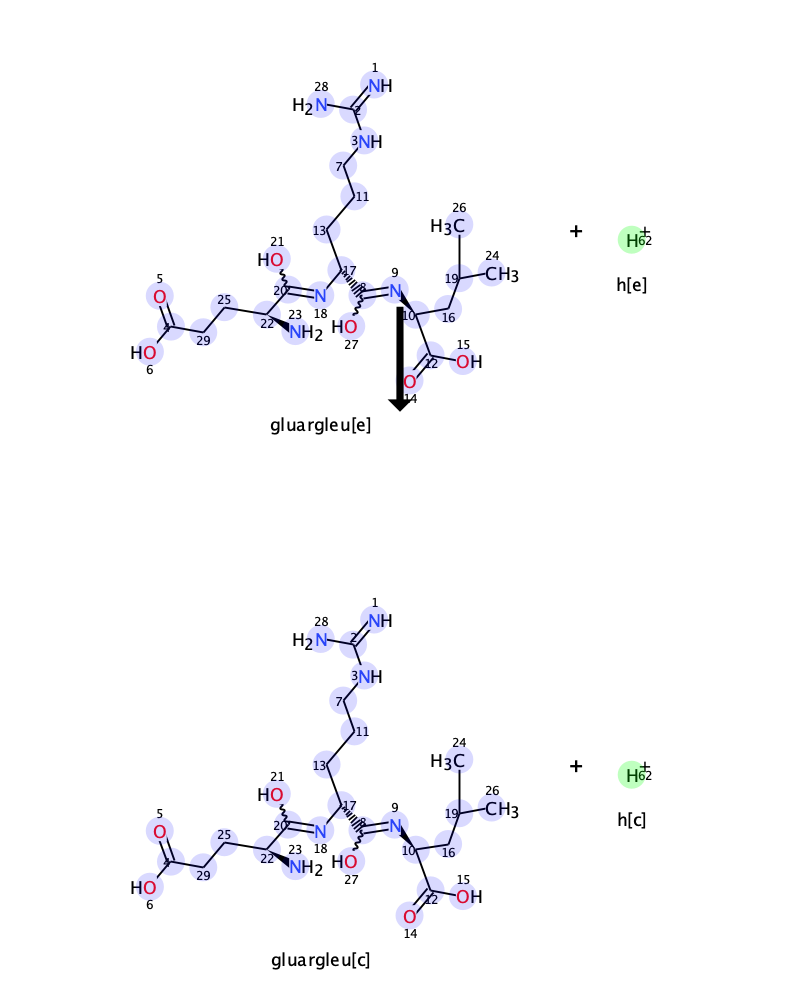 1
28
H2N
NH
2
3
NH
7
11
26
H3C
13
24
CH3
+
H+
62
h[e]
21
HO
17
9
19
5
O
20
8
N
N
25
18
10
16
4
22
23
NH2
HO
27
HO
6
29
15
OH
12
O
14
gluargleu[e]
1
28
H2N
NH
2
3
NH
7
11
24
H3C
13
26
CH3
+
H+
62
h[c]
21
HO
17
9
19
5
O
20
8
N
N
25
18
10
16
4
22
23
NH2
HO
27
HO
6
29
15
OH
12
O
14
gluargleu[c]